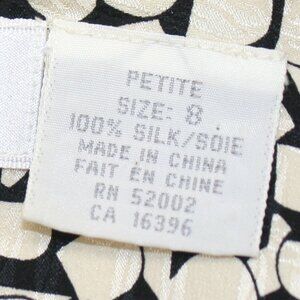 PETITE
SIZE: 8
100% SILK/SOIE
MADE IN CHINA
FAIT EN CHINE
RN 52002
CA 16396